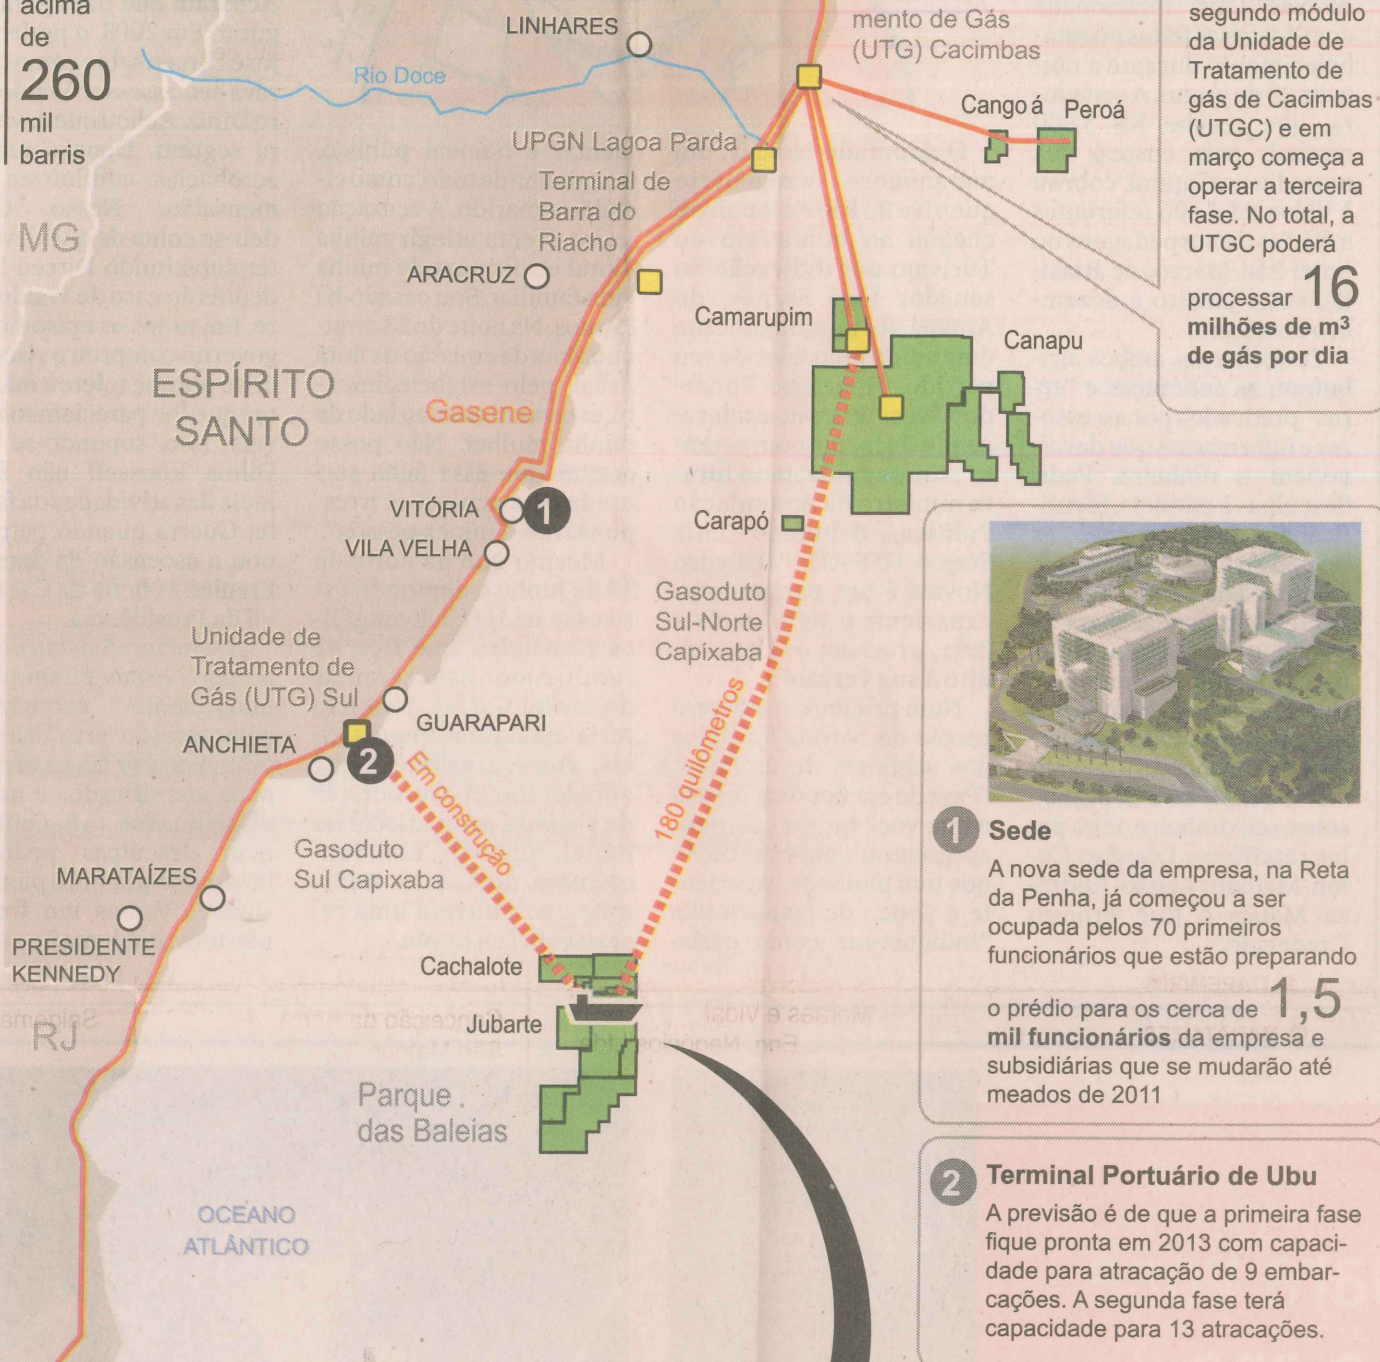 acima
de
260
mil
barris
LINHARES
Rio Doce
mento de Gás
(UTG) Cacimbas
segundo módulo
da Unidade de
Tratamento de
gás de Cacimbas
(UTGC) e em
março começa a
operar a terceira
fase. No total, a
UTGC poderá
processar 16
milhões de m³
de gás por dia
Cangoá
Peroá
UPGN Lagoa Parda
Terminal de
Barra do
Riacho
MG
ARACRUZ
Camarupim
Canapu
ESPÍRITO
SANTO
Gasene
VITÓRIA
1
Carapó
VILA VELHA
Gasoduto
Sul-Norte
Capixaba
Unidade de
Tratamento de
Gás (UTG) Sul
GUARAPARI
ANCHIETA
2
Em construção
180 quilômetros
Gasoduto
Sul Capixaba
MARATAÍZES
PRESIDENTE
KENNEDY
Cachalote
Jubarte
RJ
Parque
das Baleias
OCEANO
ATLÂNTICO
1 Sede
A nova sede da empresa, na Reta
da Penha, já começou a ser
ocupada pelos 70 primeiros
funcionários que estão preparando
o prédio para os cerca de 1,5
mil funcionários da empresa e
subsidiárias que se mudarão até
meados de 2011
2 Terminal Portuário de Ubu
A previsão é de que a primeira fase
fique pronta em 2013 com capaci-
dade para atracação de 9 embar-
cações. A segunda fase terá
capacidade para 13 atracações.